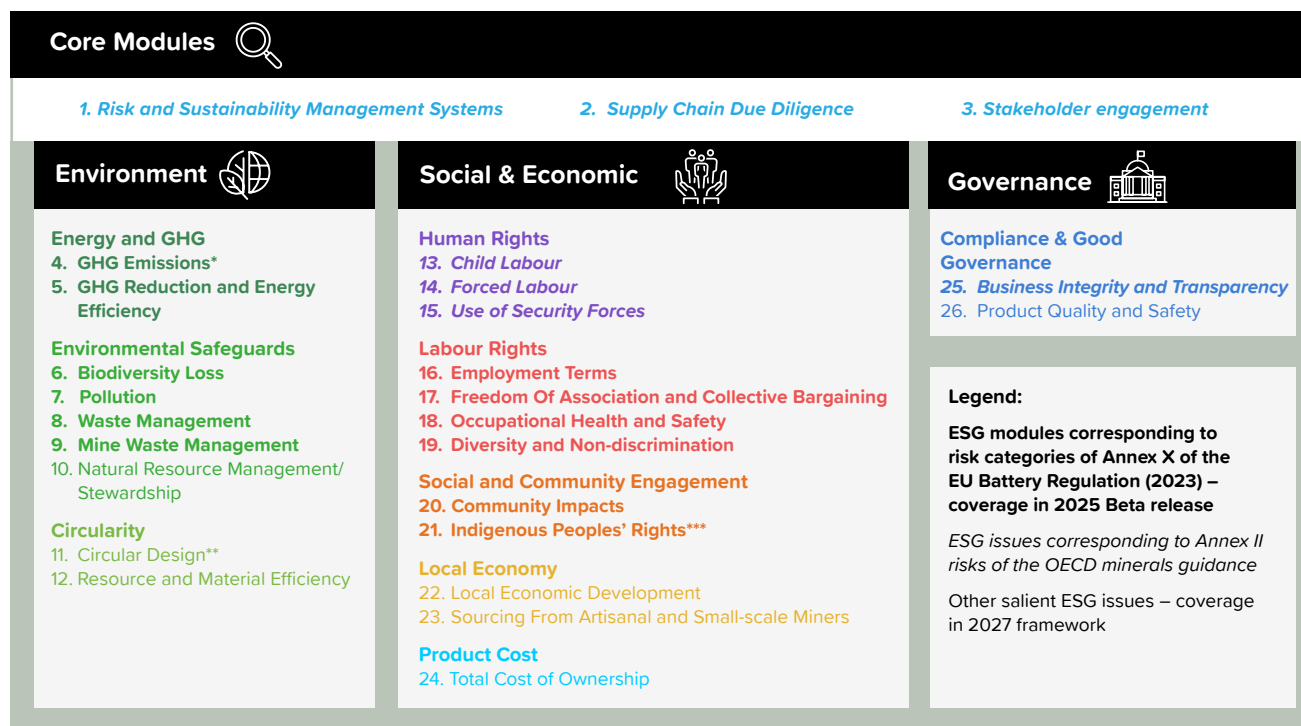 Core Modules
1. Risk and Sustainability Management Systems
2. Supply Chain Due Diligence
3. Stakeholder engagement
Environment
Energy and GHG
4. GHG Emissions*
5. GHG Reduction and Energy
Efficiency
Environmental Safeguards
6. Biodiversity Loss
7. Pollution
8. Waste Management
9. Mine Waste Management
10. Natural Resource Management/
Stewardship
Circularity
11. Circular Design**
12. Resource and Material Efficiency
Social & Economic
Human Rights
13. Child Labour
14. Forced Labour
15. Use of Security Forces
Labour Rights
16. Employment Terms
17. Freedom Of Association and Collective Bargaining
18. Occupational Health and Safety
19. Diversity and Non-discrimination
Social and Community Engagement
20. Community Impacts
21. Indigenous Peoples’ Rights***
Local Economy
22. Local Economic Development
23. Sourcing From Artisanal and Small-scale Miners
Product Cost
24. Total Cost of Ownership
Governance
Compliance & Good
Governance
25. Business Integrity and Transparency
26. Product Quality and Safety
Legend:
ESG modules corresponding to
risk categories of Annex X of the
EU Battery Regulation (2023) –
coverage in 2025 Beta release
ESG issues corresponding to Annex II
risks of the OECD minerals guidance
Other salient ESG issues – coverage
in 2027 framework